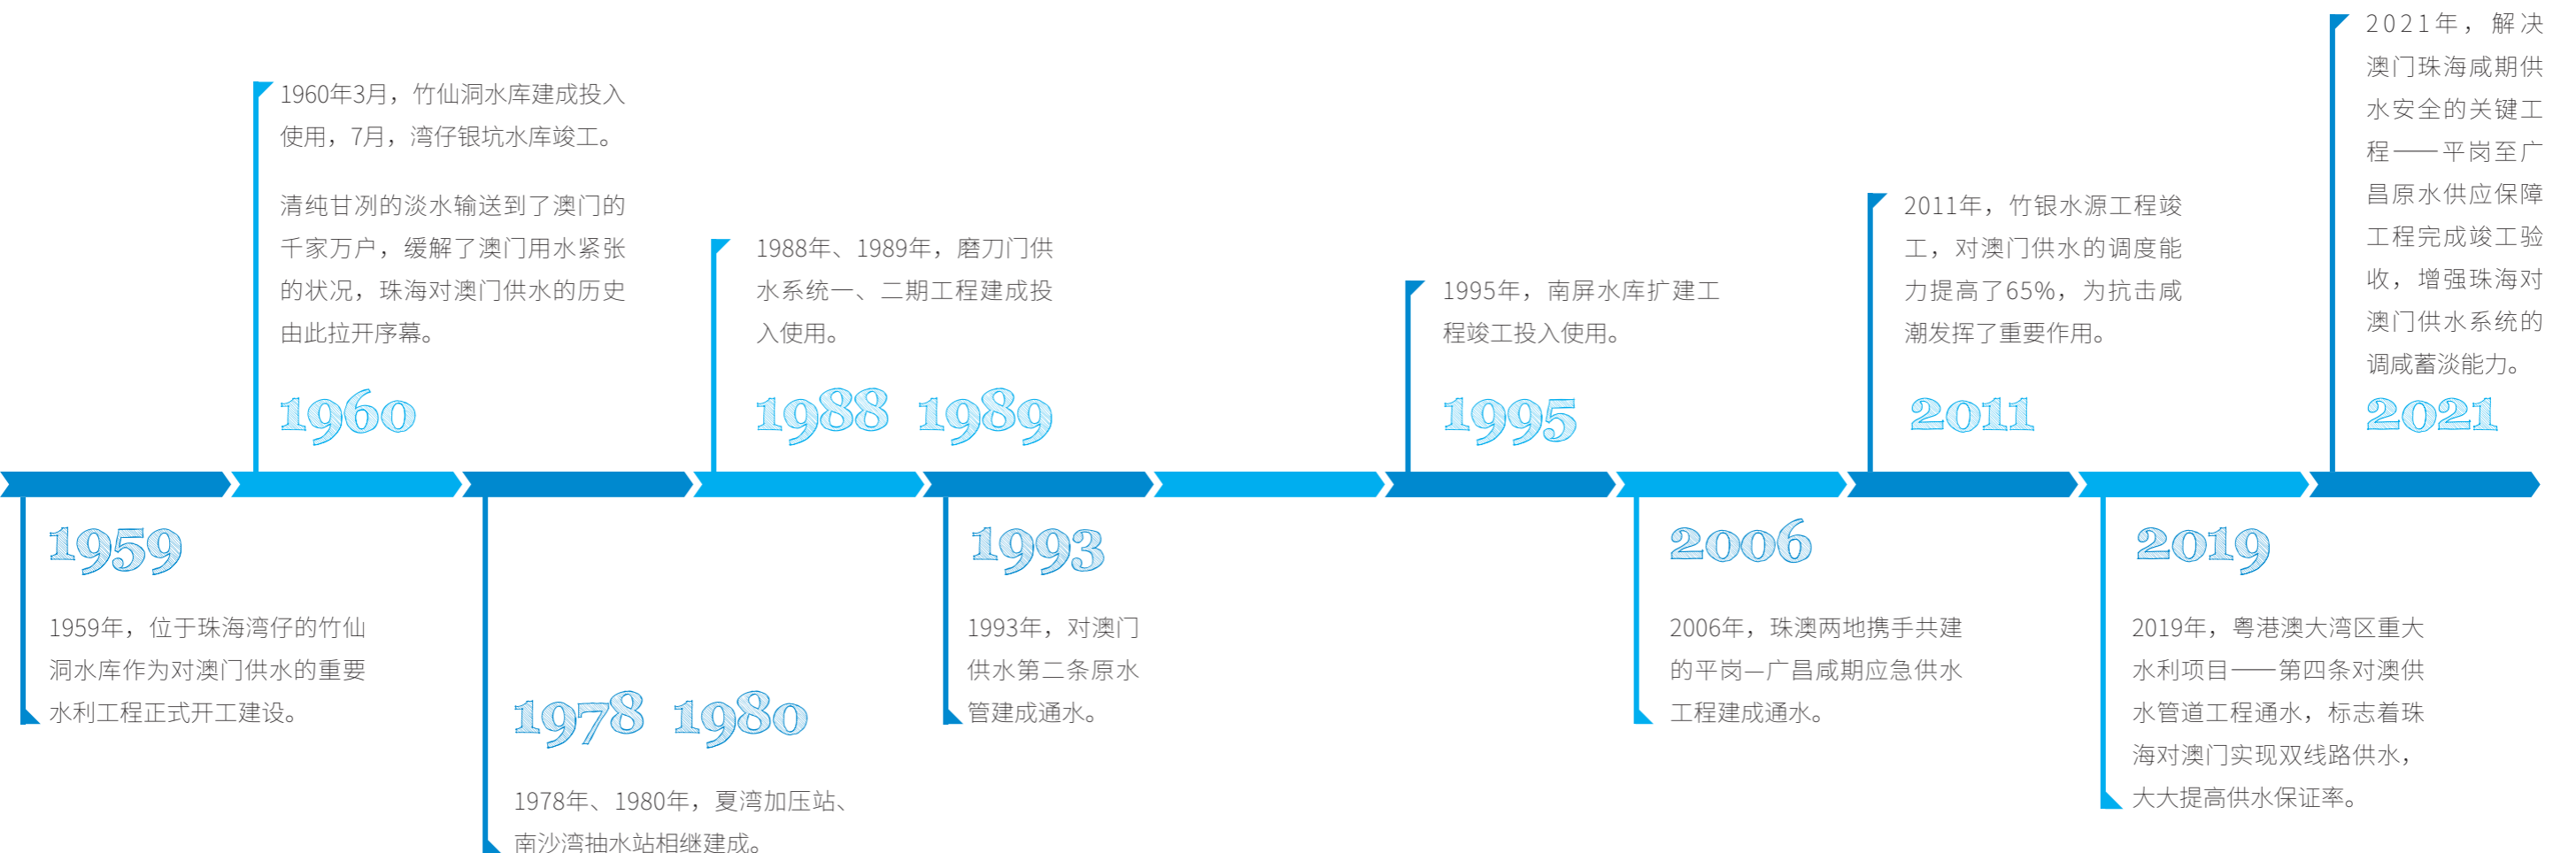 1960年3月，竹仙洞水库建成投入
使用，7月，湾仔银坑水库竣工。
清纯甘冽的淡水输送到了澳门的
千家万户，缓解了澳门用水紧张
的状况，珠海对澳门供水的历史
由此拉开序幕。
1960
1988年、1989年，磨刀门供
水系统一、二期工程建成投
入使用。
1988 1989
1995年，南屏水库扩建工
程竣工投入使用。
1995
2011年，竹银水源工程竣
工，对澳门供水的调度能
力提高了65%，为抗击咸
潮发挥了重要作用。
2011
2021年，解决
澳门珠海咸期供
水安全的关键工
程——平岗至广
昌原水供应保障
工程完成竣工验
收，增强珠海对
澳门供水系统的
调咸蓄淡能力。
2021
1959
1959年，位于珠海湾仔的竹仙
洞水库作为对澳门供水的重要
水利工程正式开工建设。
1978 1980
1978年、1980年，夏湾加压站、
南沙湾抽水站相继建成。
1993
1993年，对澳门
供水第二条原水
管建成通水。
2006
2006年，珠澳两地携手共建
的平岗—广昌咸期应急供水
工程建成通水。
2019
2019年，粤港澳大湾区重大
水利项目——第四条对澳供
水管道工程通水，标志着珠
海对澳门实现双线路供水，
大大提高供水保证率。